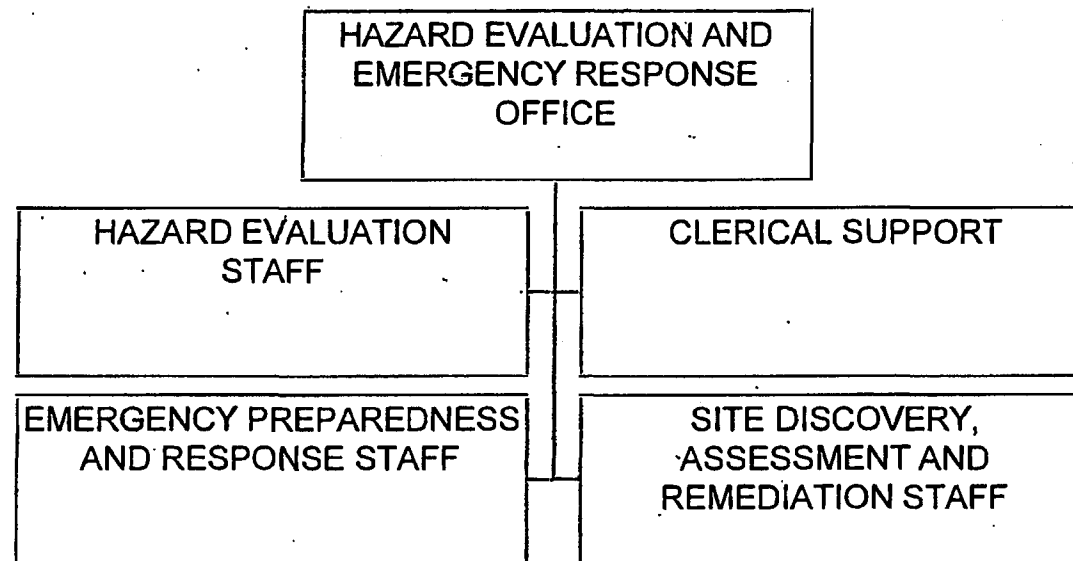 HAZARD EVALUATION AND
EMERGENCY RESPONSE
OFFICE
HAZARD EVALUATION
STAFF
CLERICAL SUPPORT
EMERGENCY PREPAREDNESS
AND RESPONSE STAFF
SITE DISCOVERY,
ASSESSMENT AND
REMEDIATION STAFF